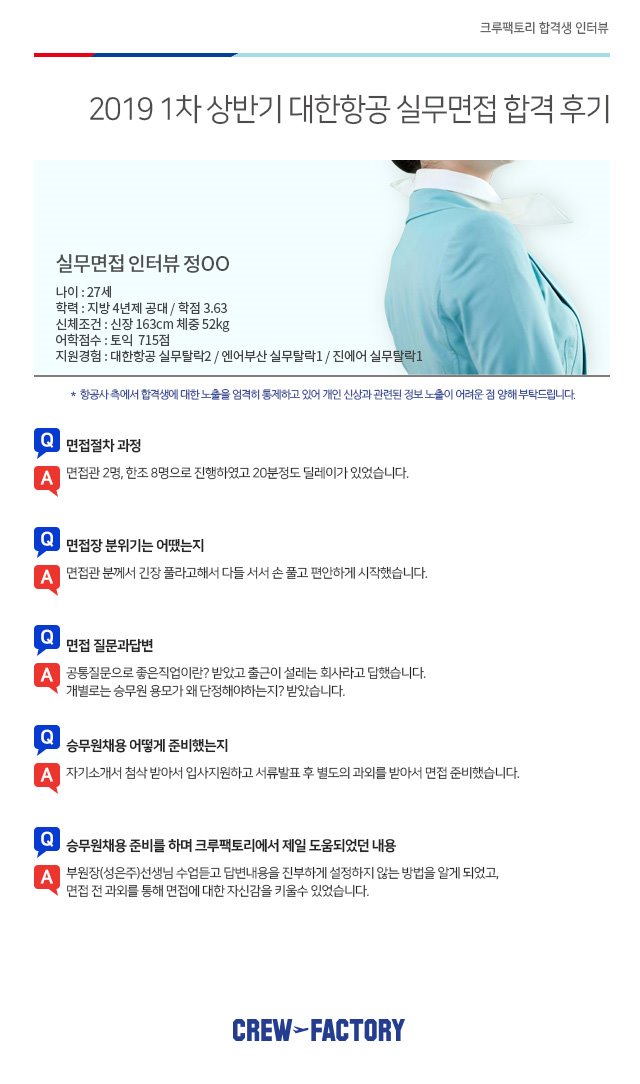 크루팩토리 합격생 인터뷰
2019 1차 상반기 대한항공 실무면접 합격 후기
실무면접 인터뷰 정OO
나이 : 27세
학력 : 지방 4년제 공대 / 학점 3.63
신체조건 : 신장 163cm 체중 52kg
어학점수 : 토익 715점
지원경험 : 대한항공 실무탈락2 / 엔어부산 실무탈락1 / 진에어 실무탈락1
* 항공사 측에서 합격생에 대한 노출을 엄격히 통제하고 있어 개인 신상과 관련된 정보 노출이 어려운 점 양해 부탁드립니다.
Q 면접절차 과정
A 면접관 2명, 한조 8명으로 진행하였고 20분정도 딜레이가 있었습니다.
Q 면접장 분위기는 어땠는지
A 면접관 분께서 긴장 풀라고해서 다들 서서 손 풀고 편안하게 시작했습니다.
Q 면접 질문과답변
A 공통질문으로 좋은직업이란? 받았고 출근이 설레는 회사라고 답했습니다.
개별로는 승무원 용모가 왜 단정해야하는지? 받았습니다.
Q 승무원채용 어떻게 준비했는지
A 자기소개서 첨삭 받아서 입사지원하고 서류발표 후 별도의 과외를 받아서 면접 준비했습니다.
Q 승무원채용 준비를 하며 크루팩토리에서 제일 도움되었던 내용
A 부원장(성은주)선생님 수업듣고 답변내용을 진부하게 설정하지 않는 방법을 알게 되었고,
면접 전 과외를 통해 면접에 대한 자신감을 키울수 있었습니다.
CREW FACTORY